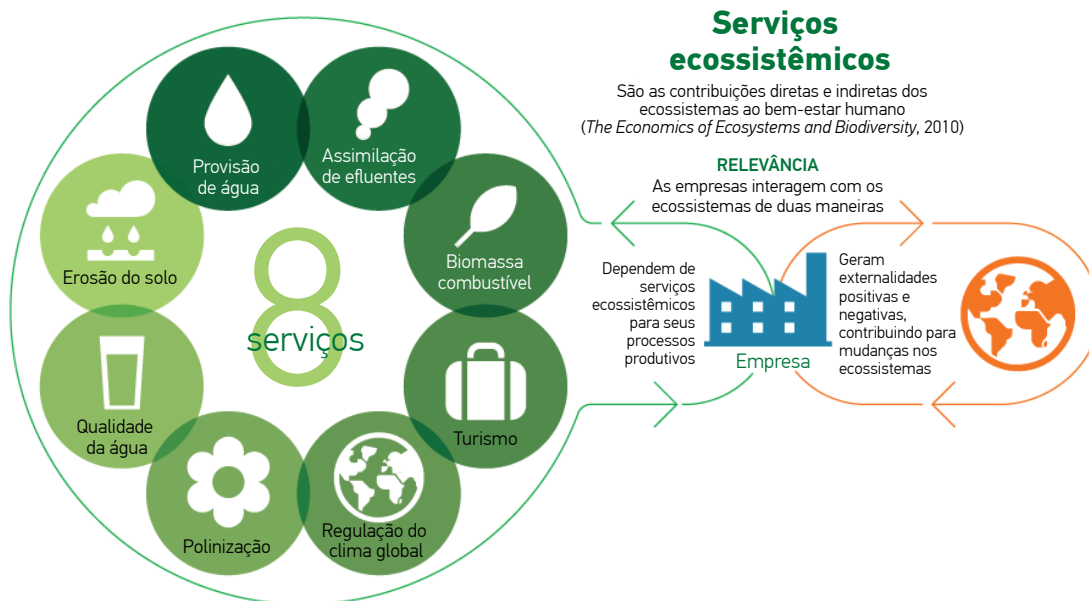 Serviços
ecossistêmicos
São as contribuições diretas e indiretas dos
ecossistemas ao bem-estar humano
(The Economics of Ecosystems and Biodiversity, 2010)
RELEVÂNCIA
As empresas interagem com os
ecossistemas de duas maneiras
Provisão
de água
Assimilação
de efluentes
Biomassa
combustível
Turismo
Regulação do
clima global
Polinização
Qualidade
da água
Erosão do solo
8
serviços
Dependem de
serviços
ecossistêmicos
para seus
processos
produtivos
Empresa
Geram
externalidades
positivas e
negativas,
contribuindo para
mudanças nos
ecossistemas